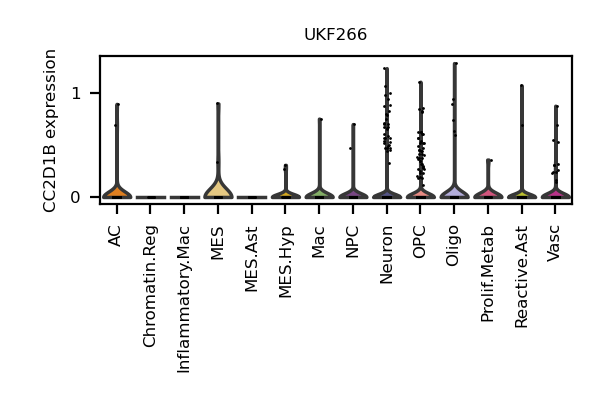 UKF266
CC2D1B expression
1
0
AC
Chromatin.Reg
Inflammatory.Mac
MES
MES.Ast
MES.Hyp
Mac
NPC
Neuron
OPC
Oligo
Prolif.Metab
Reactive.Ast
Vasc